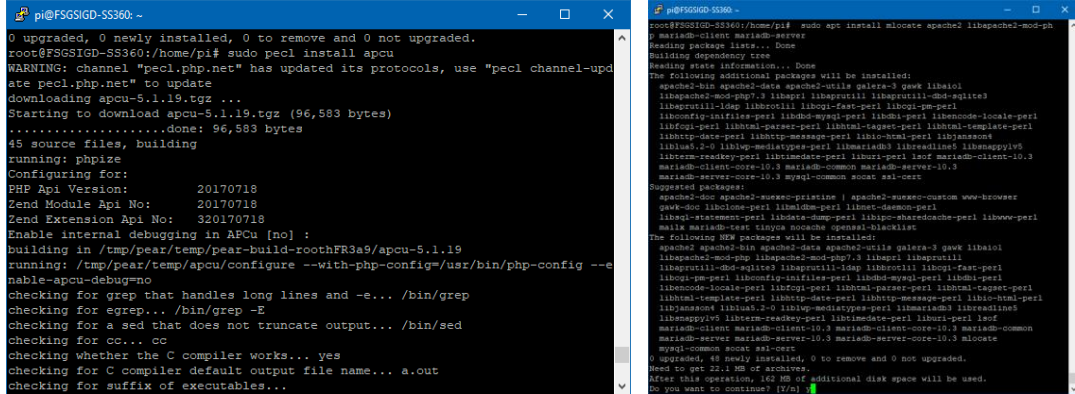 pi@FSGSIGD-SS360: ~
0 upgraded, 0 newly installed, 0 to remove and 0 not upgraded.
root@FSGSIGD-SS360:/home/pi# sudo pecl install apcu
WARNING: channel "pecl.php.net" has updated its protocols, use "pecl channel-upd
ate pecl.php.net" to update
downloading apcu-5.1.19.tgz ...
Starting to download apcu-5.1.19.tgz (96,583 bytes)
.....................done: 96,583 bytes
45 source files, building
running: phpize
Configuring for:
PHP Api Version:         20170718
Zend Module Api No:      20170718
Zend Extension Api No:   320170718
Enable internal debugging in APCu [no] :
building in /tmp/pear/temp/pear-build-roothFR3a9/apcu-5.1.19
running: /tmp/pear/temp/apcu/configure --with-php-config=/usr/bin/php-config --e
nable-apcu-debug=no
checking for grep that handles long lines and -e... /bin/grep
checking for egrep... /bin/grep -E
checking for a sed that does not truncate output... /bin/sed
checking for cc... cc
checking whether the C compiler works... yes
checking for C compiler default output file name... a.out
checking for suffix of executables...
pi@FSGSIGD-SS360: ~
root@FSGSIGD-SS360:/home/pi#  sudo apt install mlocate apache2 libapache2-mod-ph
p mariadb-client mariadb-server
Reading package lists... Done
Building dependency tree
Reading state information... Done
The following additional packages will be installed:
apache2-bin apache2-data apache2-utils galera-3 gawk libaio1
libapache2-mod-php7.3 libapr1 libaprutil1 libaprutil1-dbd-sqlite3
libaprutil1-ldap libbrotli1 libcgi-fast-perl libcgi-pm-perl
libconfig-inifiles-perl libdbd-mysql-perl libdbi-perl libencode-locale-perl
libfcgi-perl libhtml-parser-perl libhtml-tagset-perl libhtml-template-perl
libhttp-date-perl libhttp-message-perl libio-html-perl libjansson4
liblua5.2-0 liblwp-mediatypes-perl libmariadb3 libreadline5 libsnappy1v5
libterm-readkey-perl libtimedate-perl liburi-perl lsof mariadb-client-10.3
mariadb-client-core-10.3 mariadb-common mariadb-server-10.3
mariadb-server-core-10.3 mysql-common socat ssl-cert
Suggested packages:
apache2-doc apache2-suexec-pristine | apache2-suexec-custom www-browser
gawk-doc libclone-perl libmldbm-perl libnet-daemon-perl
libsql-statement-perl libdata-dump-perl libipc-sharedcache-perl libwww-perl
mailx mariadb-test tinyca nocache openssl-blacklist
The following NEW packages will be installed:
apache2 apache2-bin apache2-data apache2-utils galera-3 gawk libaio1
libapache2-mod-php libapache2-mod-php7.3 libapr1 libaprutil1
libaprutil1-dbd-sqlite3 libaprutil1-ldap libbrotli1 libcgi-fast-perl
libcgi-pm-perl libconfig-inifiles-perl libdbd-mysql-perl libdbi-perl
libencode-locale-perl libfcgi-perl libhtml-parser-perl libhtml-tagset-perl
libhtml-template-perl libhttp-date-perl libhttp-message-perl libio-html-perl
libjansson4 liblua5.2-0 liblwp-mediatypes-perl libmariadb3 libreadline5
libsnappy1v5 libterm-readkey-perl libtimedate-perl liburi-perl lsof
mariadb-client mariadb-client-10.3 mariadb-client-core-10.3 mariadb-common
mariadb-server mariadb-server-10.3 mariadb-server-core-10.3 mlocate
mysql-common socat ssl-cert
0 upgraded, 48 newly installed, 0 to remove and 0 not upgraded.
Need to get 22.1 MB of archives.
After this operation, 162 MB of additional disk space will be used.
Do you want to continue? [Y/n] y